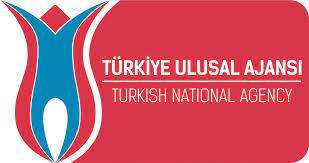 TÜRKİYE ULUSAL AJANSI
TURKISH NATIONAL AGENCY